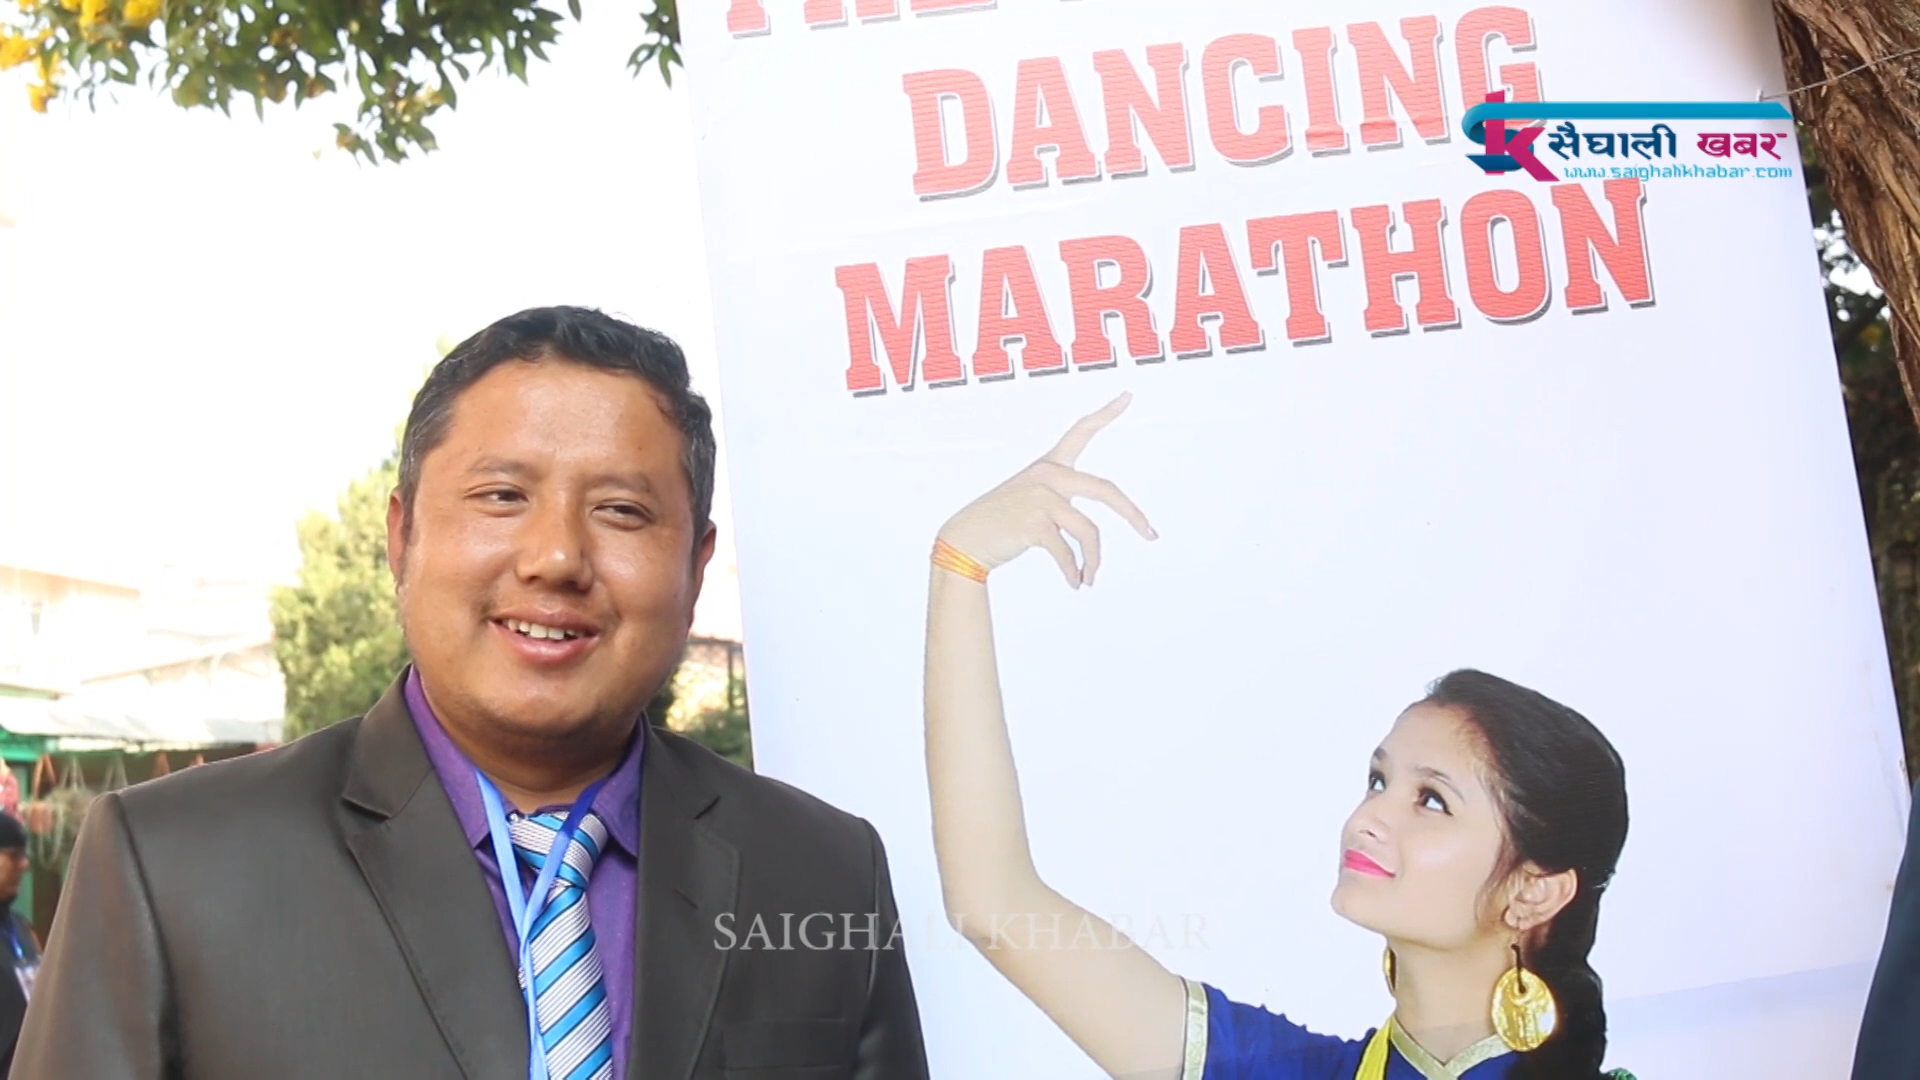 DANCING
MARATHON
सैघाली खबर
www.saighalikhabar.com
SAIGHALI KHABAR